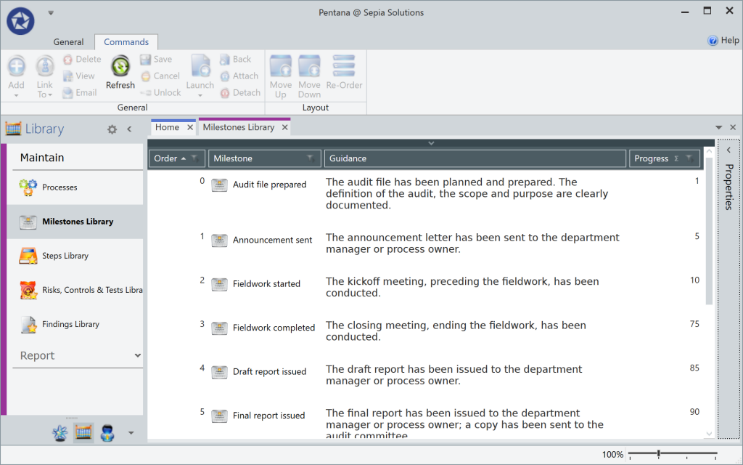 Pentana @ Sepia Solutions
General Commands
Help
Add
Link To
Delete
View
Email
Refresh
Save
Cancel
Unlock
Launch
Back
Attach
Detach
General
Move Up
Move Down
Re-Order
Layout
Library
Home
Milestones Library
Maintain
Processes
Milestones Library
Steps Library
Risks, Controls & Tests Libra
Findings Library
Report
Order Milestone Guidance Progress
0 Audit file prepared The audit file has been planned and prepared. The 1
definition of the audit, the scope and purpose are clearly
documented.
1 Announcement sent The announcement letter has been sent to the department 5
manager or process owner.
2 Fieldwork started The kickoff meeting, preceding the fieldwork, has been 10
conducted.
3 Fieldwork completed The closing meeting, ending the fieldwork, has been 75
conducted.
4 Draft report issued The draft report has been issued to the department 85
manager or process owner.
5 Final report issued The final report has been issued to the department 90
manager or process owner; a copy has been sent to the
audit committee
Properties
100%